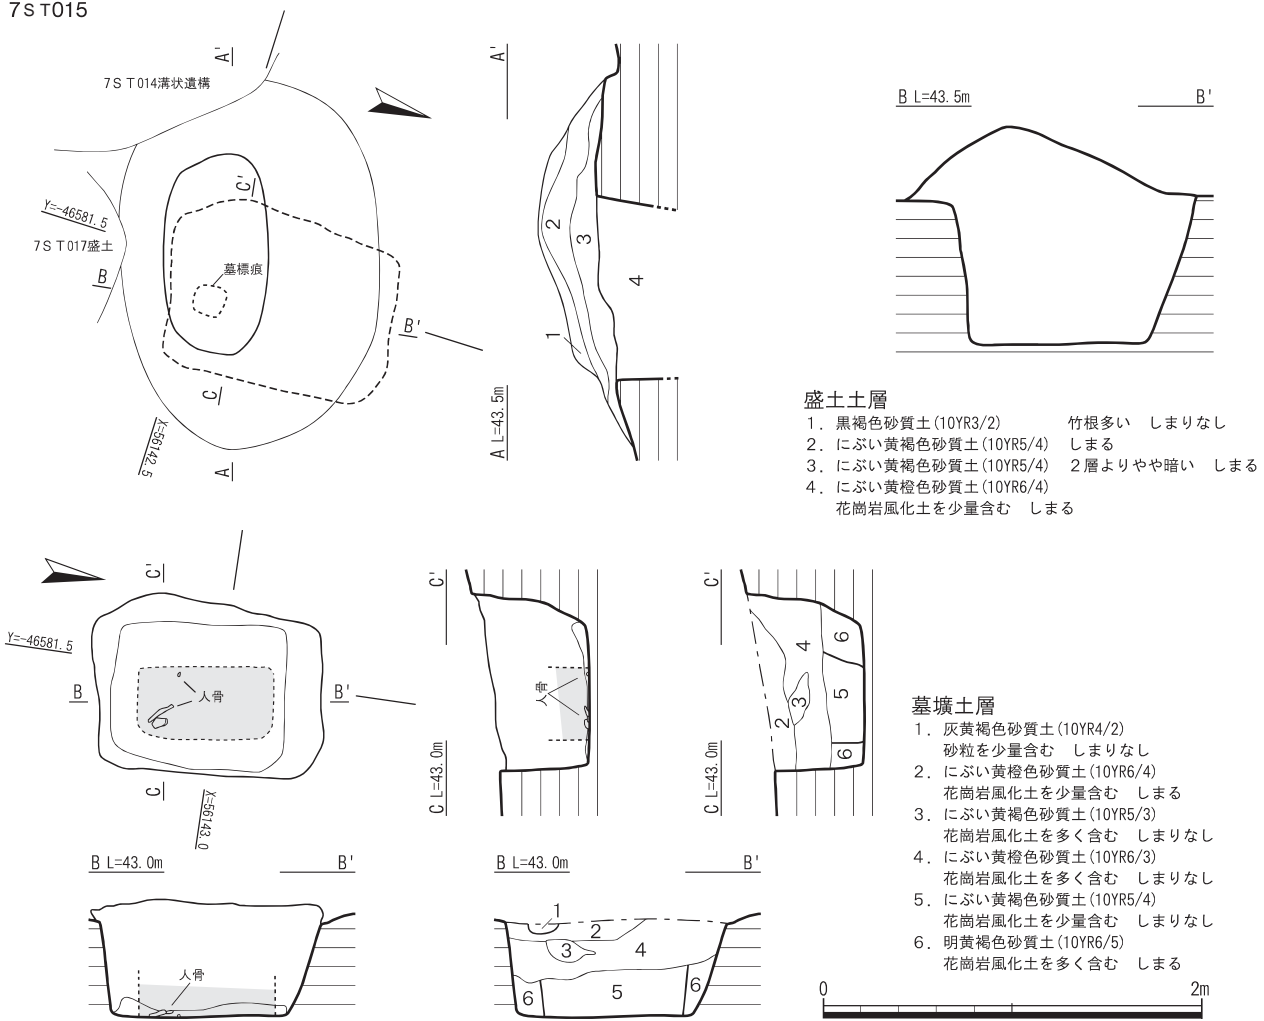 7ST015
A'
7ST014溝状遺構
C'
Y=-46581.5
7ST017盛土
墓標痕
B
B'
C
X=56142.5
A
A'
2
3
4
1
A L=43.5m
B L=43.5m
B'
盛土土層
1．黒褐色砂質土(10YR3/2)　竹根多い　しまりなし
2．にぶい黄褐色砂質土(10YR5/4)　しまる
3．にぶい黄褐色砂質土(10YR5/4)　2層よりやや暗い　しまる
4．にぶい黄橙色砂質土(10YR6/4)
花崗岩風化土を少量含む　しまる
C'
Y=-46581.5
人骨
B
B'
C
X=56143.0
C'
人骨
C L=43.0m
C'
6
4
5
3
2
6
C L=43.0m
墓壙土層
1．灰黄褐色砂質土(10YR4/2)
砂粒を少量含む　しまりなし
2．にぶい黄橙色砂質土(10YR6/4)
花崗岩風化土を少量含む　しまる
3．にぶい黄褐色砂質土(10YR5/3)
花崗岩風化土を多く含む　しまりなし
4．にぶい黄橙色砂質土(10YR6/3)
花崗岩風化土を多く含む　しまりなし
5．にぶい黄褐色砂質土(10YR5/4)
花崗岩風化土を少量含む　しまりなし
6．明黄褐色砂質土(10YR6/5)
花崗岩風化土を多く含む　しまる
B L=43.0m
B'
人骨
B L=43.0m
B'
1
2
3
4
6
5
6
0
2m